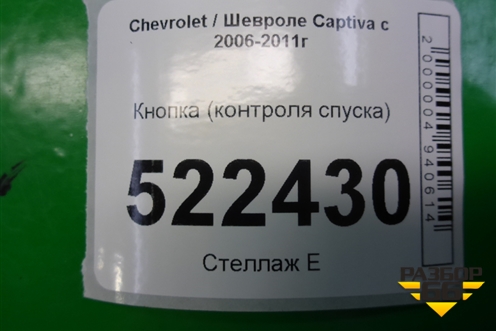 Chevrolet / Шевроле Captiva с
2006-2011г
Кнопка (контроля спуска)
522430
Стеллаж Е
2000004940614
РАЗБОР